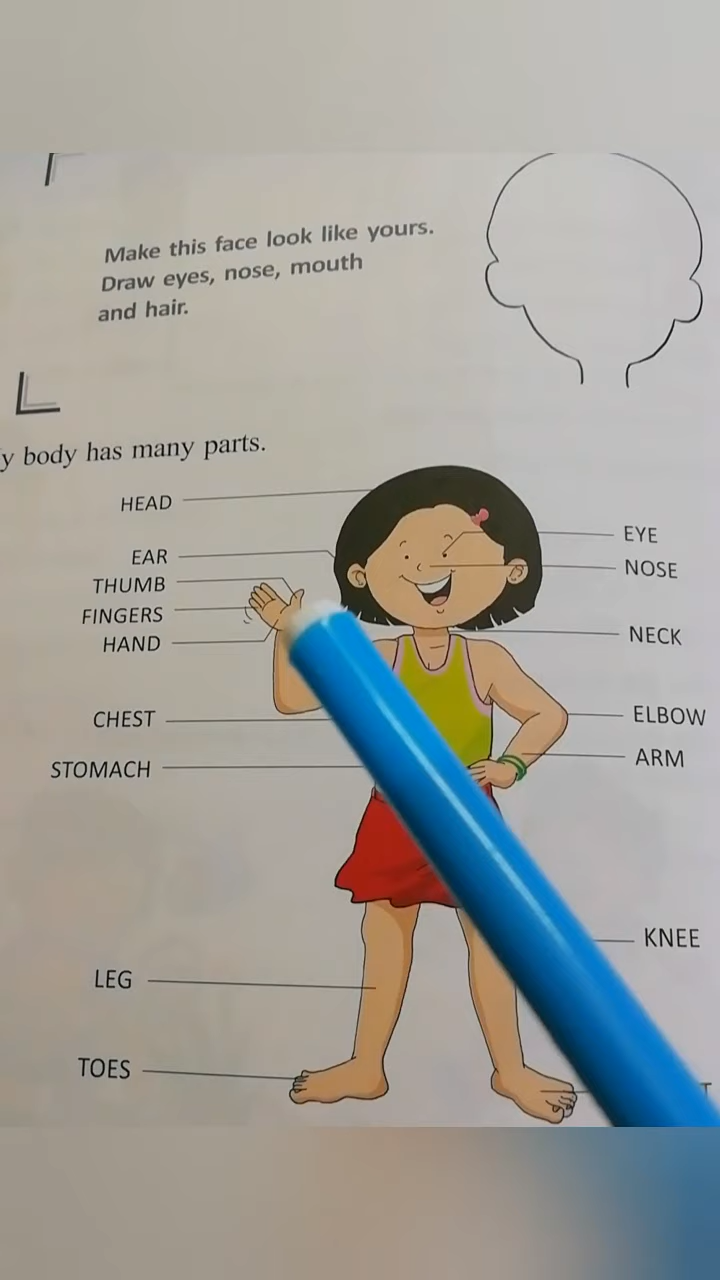 Make this face look like yours.
Draw eyes, nose, mouth
and hair.
y body has many parts.
HEAD
EAR
THUMB
FINGERS
HAND
CHEST
STOMACH
LEG
TOES
EYE
NOSE
NECK
ELBOW
ARM
KNEE
T